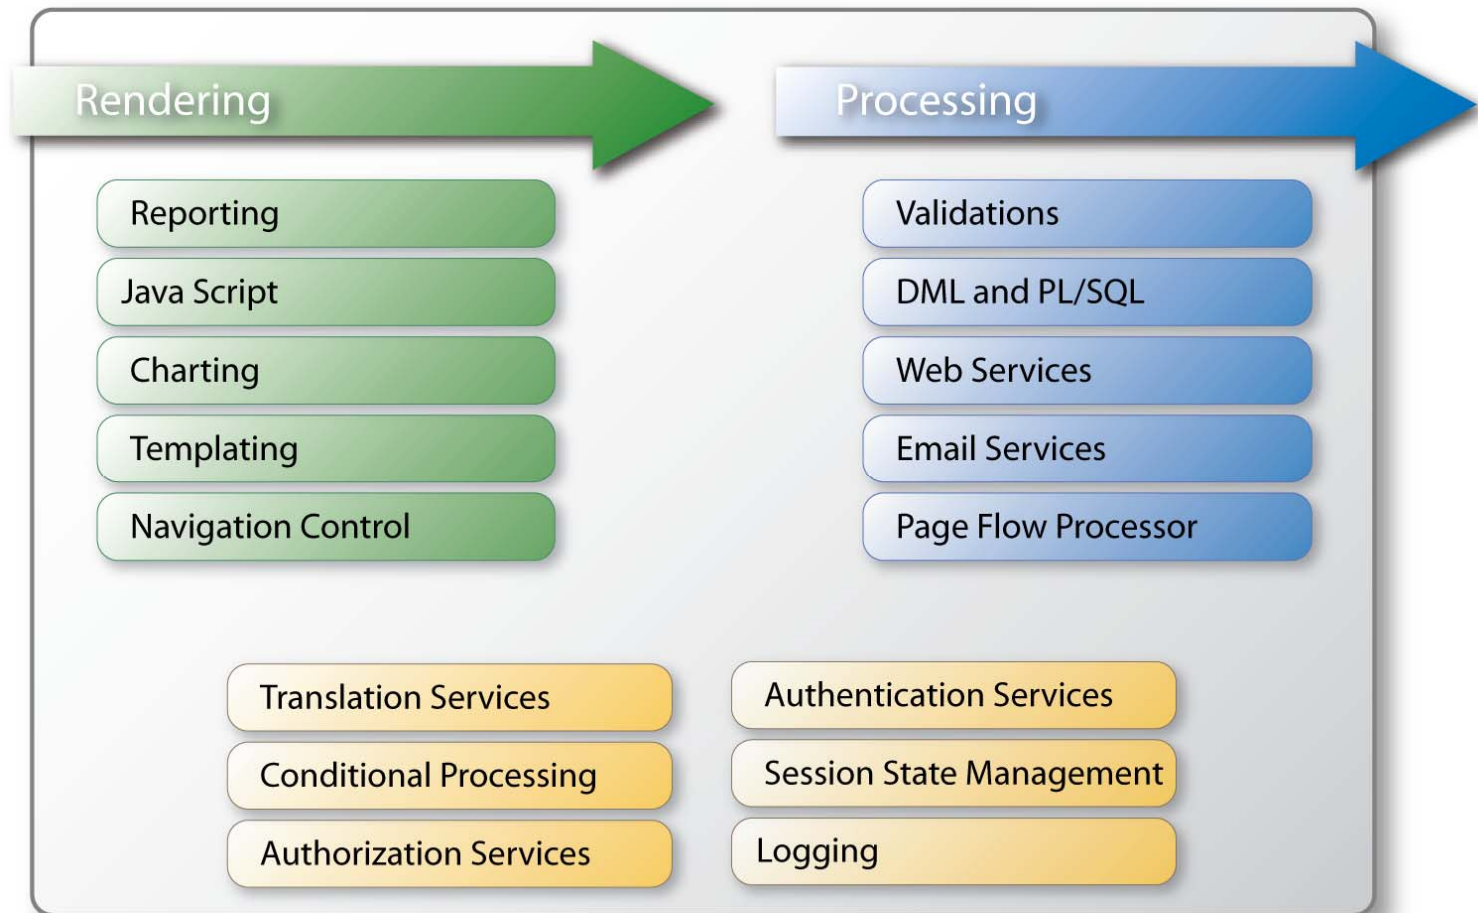 Rendering
Processing
Reporting
Java Script
Charting
Templating
Navigation Control
Validations
DML and PL/SQL
Web Services
Email Services
Page Flow Processor
Translation Services
Conditional Processing
Authorization Services
Authentication Services
Session State Management
Logging